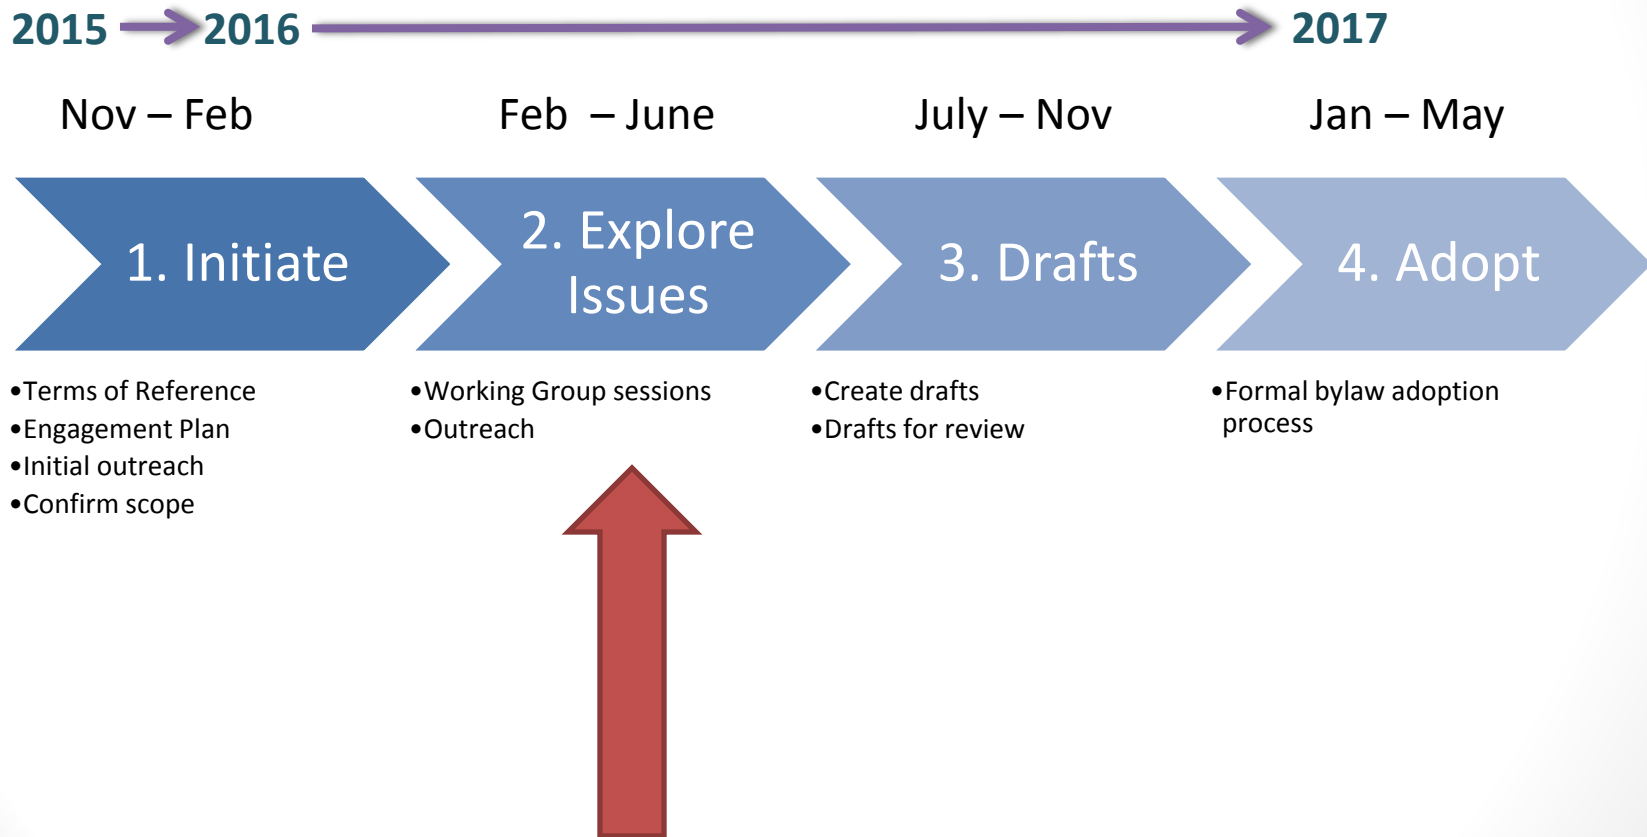 2015 2016 2017
Nov – Feb
Feb – June
July – Nov
Jan – May
1. Initiate
2. Explore
Issues
3. Drafts
4. Adopt
•Terms of Reference
•Engagement Plan
•Initial outreach
•Confirm scope
•Working Group sessions
•Outreach
•Create drafts
•Drafts for review
•Formal bylaw adoption
process